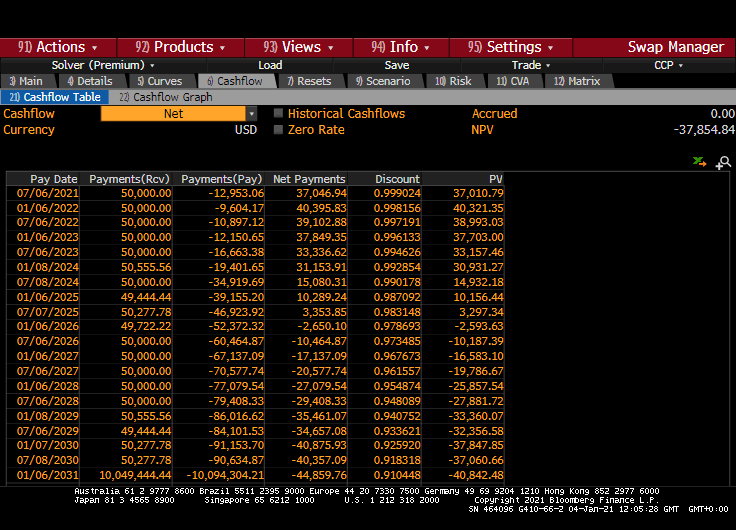 91) Actions 92) Products 93) Views 94) Info 95) Settings Swap Manager
Solver (Premium) Load Save Trade CCP
3) Main 4) Details 5) Curves 6) Cashflow 7) Resets 9) Scenario 10) Risk 11) CVA 12) Matrix
21) Cashflow Table 22) Cashflow Graph
Cashflow Net Historical Cashflows Accrued 0.00
Currency USD Zero Rate NPV -37,854.84
Pay Date Payments(Rcv) Payments(Pay) Net Payments Discount PV
07/06/2021 50,000.00 -12,953.06 37,046.94 0.999024 37,010.79
01/06/2022 50,000.00 -9,604.17 40,395.83 0.998156 40,321.35
07/06/2022 50,000.00 -10,897.12 39,102.88 0.997191 38,993.03
01/06/2023 50,000.00 -12,150.65 37,849.35 0.996133 37,703.00
07/06/2023 50,000.00 -16,663.38 33,336.62 0.994626 33,157.46
01/08/2024 50,555.56 -19,401.65 31,153.91 0.992854 30,931.27
07/08/2024 50,000.00 -34,919.69 15,080.31 0.990178 14,932.18
01/06/2025 49,444.44 -39,155.20 10,289.24 0.987092 10,156.44
07/07/2025 50,277.78 -46,923.92 3,353.85 0.983148 3,297.34
01/06/2026 49,722.22 -52,372.32 -2,650.10 0.978693 -2,593.63
07/06/2026 50,000.00 -60,464.87 -10,464.87 0.973485 -10,187.39
01/06/2027 50,000.00 -67,137.09 -17,137.09 0.967673 -16,583.10
07/06/2027 50,000.00 -70,577.74 -20,577.74 0.961557 -19,786.67
01/06/2028 50,000.00 -77,079.54 -27,079.54 0.954874 -25,857.54
07/06/2028 50,000.00 -79,408.33 -29,408.33 0.948089 -27,881.72
01/08/2029 50,555.56 -86,016.62 -35,461.07 0.940752 -33,360.07
07/06/2029 49,444.44 -84,101.53 -34,657.08 0.933621 -32,356.58
01/07/2030 50,277.78 -91,153.70 -40,875.93 0.925920 -37,847.85
07/08/2030 50,277.78 -90,634.87 -40,357.09 0.918318 -37,060.66
01/06/2031 10,049,444.44 -10,094,304.21 -44,859.76 0.910448 -40,842.48
Australia 61 2 9777 8600 Brazil 5511 2395 9000 Europe 44 20 7330 7500 Germany 49 69 9204 1210 Hong Kong 852 2977 6000
Japan 81 3 4565 8900 Singapore 65 6212 1000 U.S. 1 212 318 2000 Copyright 2021 Bloomberg Finance L.P.
SN 464096 G410-66-2 04-Jan-21 12:05:28 GMT GMT+0:00